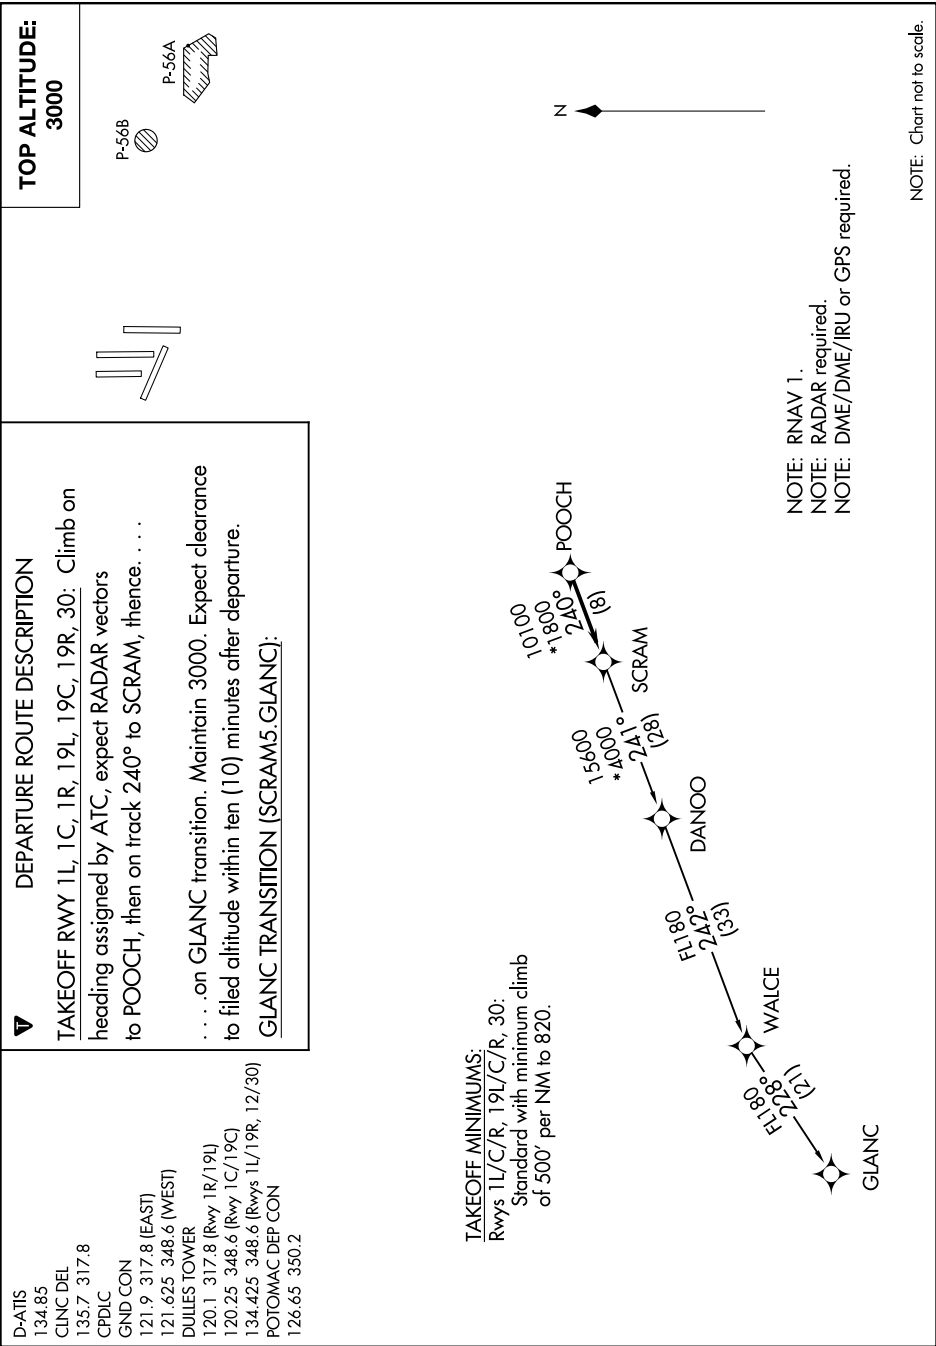 D-ATIS
134.85
CLNC DEL
135.7 317.8
CPDLC
GND CON
121.9 317.8 (EAST)
121.625 348.6 (WEST)
DULLES TOWER
120.1 317.8 (Rwy 1R/19L)
120.25 348.6 (Rwy 1C/19C)
134.425 348.6 (Rwys 1L/19R, 12/30)
POTOMAC DEP CON
126.65 350.2
T
DEPARTURE ROUTE DESCRIPTION
TAKEOFF RWY 1L, 1C, 1R, 19L, 19C, 19R, 30: Climb on
heading assigned by ATC, expect RADAR vectors
to POOCH, then on track 240° to SCRAM, thence. . . .
. . . .on GLANC transition. Maintain 3000. Expect clearance
to filed altitude within ten (10) minutes after departure.
GLANC TRANSITION (SCRAM5.GLANC):
TOP ALTITUDE:
3000
P-56B
P-56A
N
TAKEOFF MINIMUMS:
Rwys 1L/C/R, 19L/C/R, 30:
Standard with minimum climb
of 500' per NM to 820.
POOCH
10100
*1800
240°
(8)
SCRAM
15600
*4000
241°
(28)
DANOO
FL180
242°
(33)
WALCE
FL180
228°
(21)
GLANC
NOTE: RNAV 1.
NOTE: RADAR required.
NOTE: DME/DME/IRU or GPS required.
NOTE: Chart not to scale.